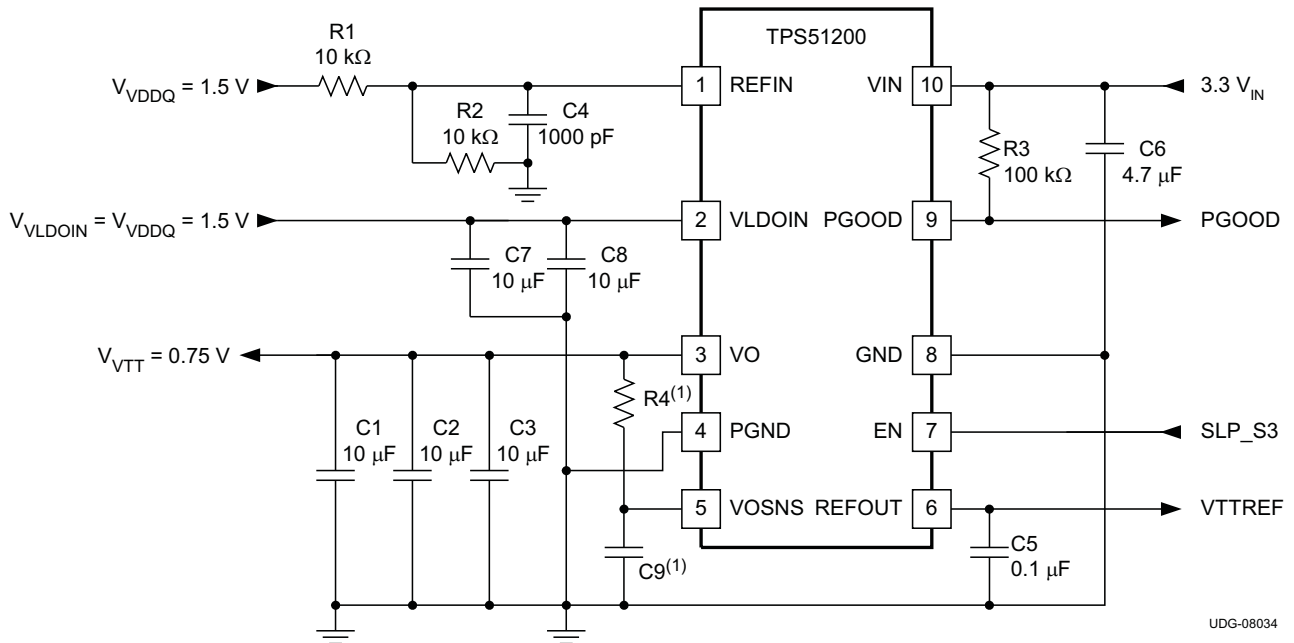 TPS51200
R1
10 kΩ
V_VDDQ = 1.5 V
1 REFIN
VIN 10
3.3 V_IN
R2
10 kΩ
C4
1000 pF
R3
100 kΩ
C6
4.7 μF
V_VLDOIN = V_VDDQ = 1.5 V
2 VLDOIN
PGOOD 9
PGOOD
C7
10 μF
C8
10 μF
V_VTT = 0.75 V
3 VO
GND 8
R4(1)
C1
10 μF
C2
10 μF
C3
10 μF
4 PGND
EN 7
SLP_S3
5 VOSNS
REFOUT 6
VTTREF
C9(1)
C5
0.1 μF
UDG-08034